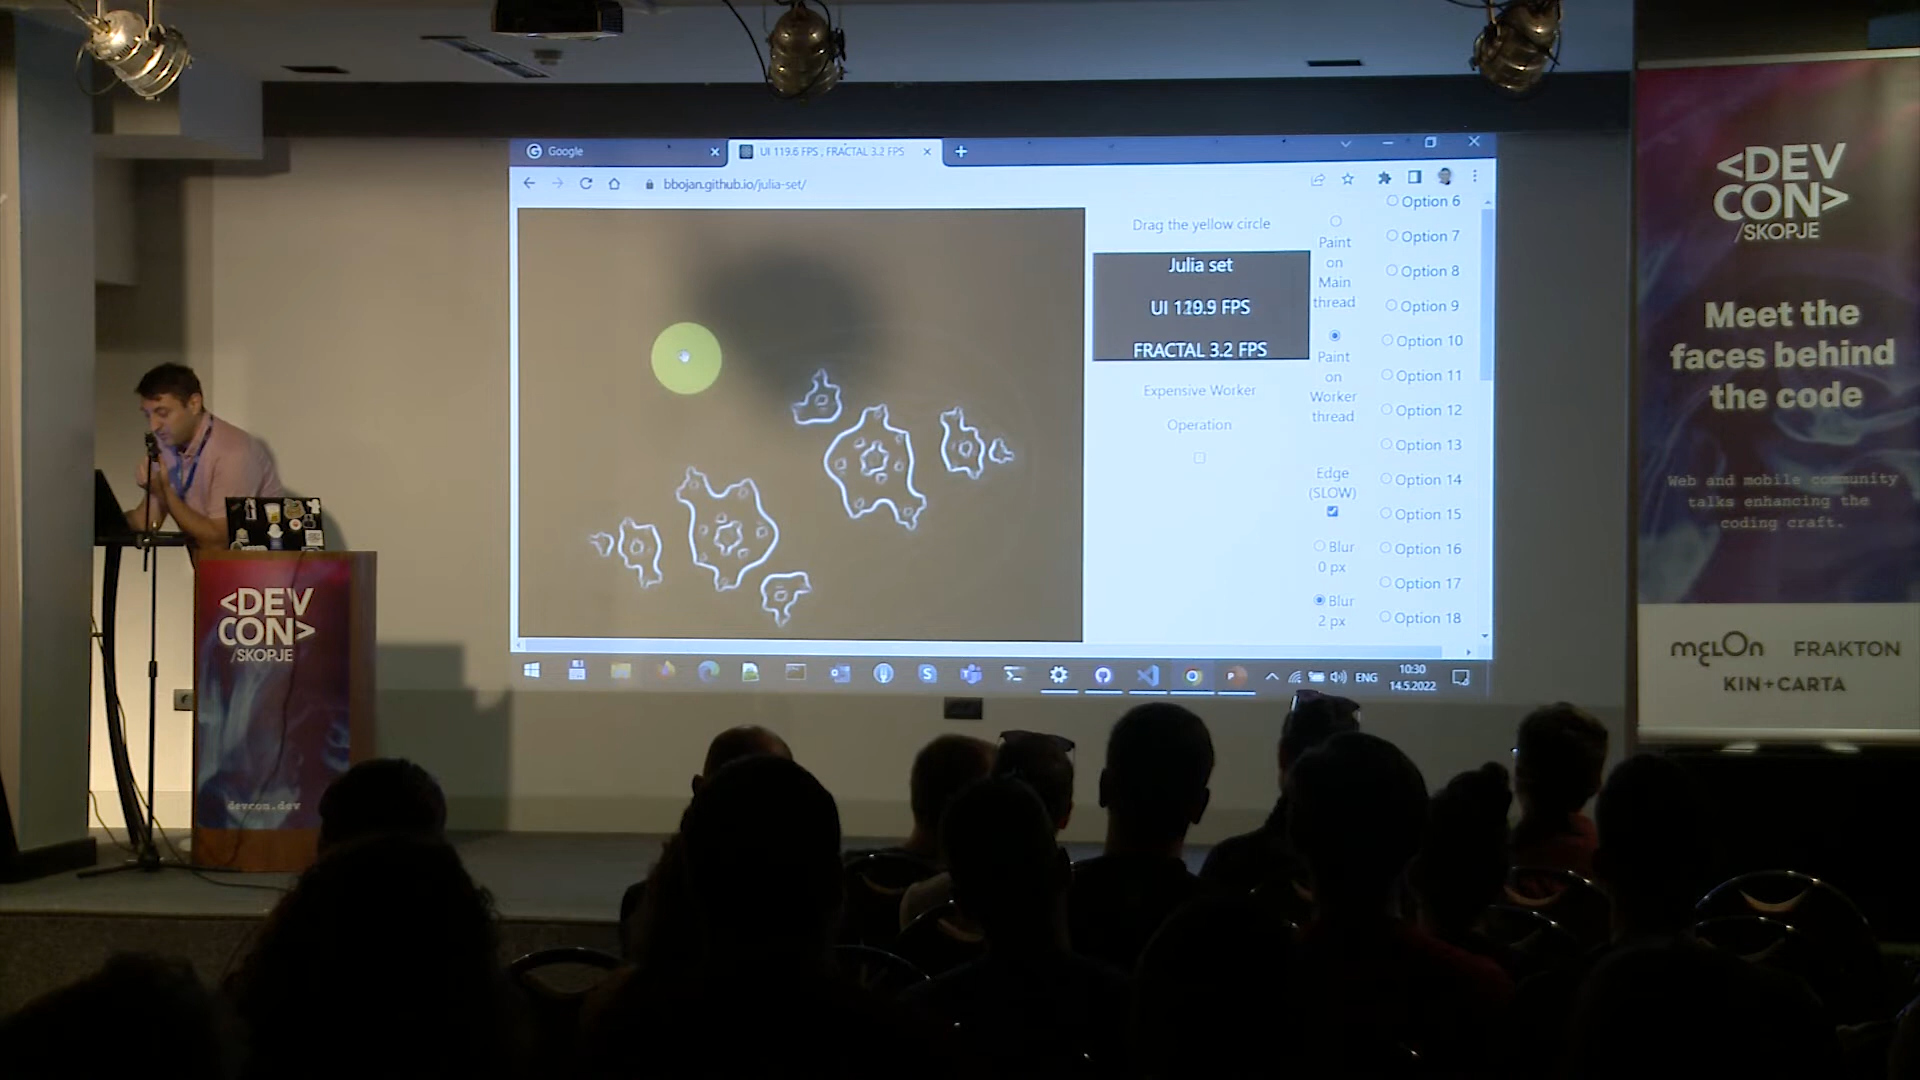 Google
UI 119.6 FPS ; FRACTAL 3.2 FPS
bbojan.github.io/julia-set/
Drag the yellow circle
Julia set
FRACTAL 3.2 FPS
Expensive Worker
Operation
Paint
on
Main
thread
Paint
on
Worker
thread
Edge
(SLOW)
Blur
0 px
Blur
2 px
Option 6
Option 7
Option 8
Option 9
Option 10
Option 11
Option 12
Option 13
Option 14
Option 15
Option 16
Option 17
Option 18
ENG
10:30
14.5.2022
<DEV
CON>
/SKOPJE
devcon.dev
<DEV
CON>
/SKOPJE
Meet the
faces behind
the code
Web and mobile community
talks enhancing the
coding craft.
melon FRAKTON
KIN+CARTA